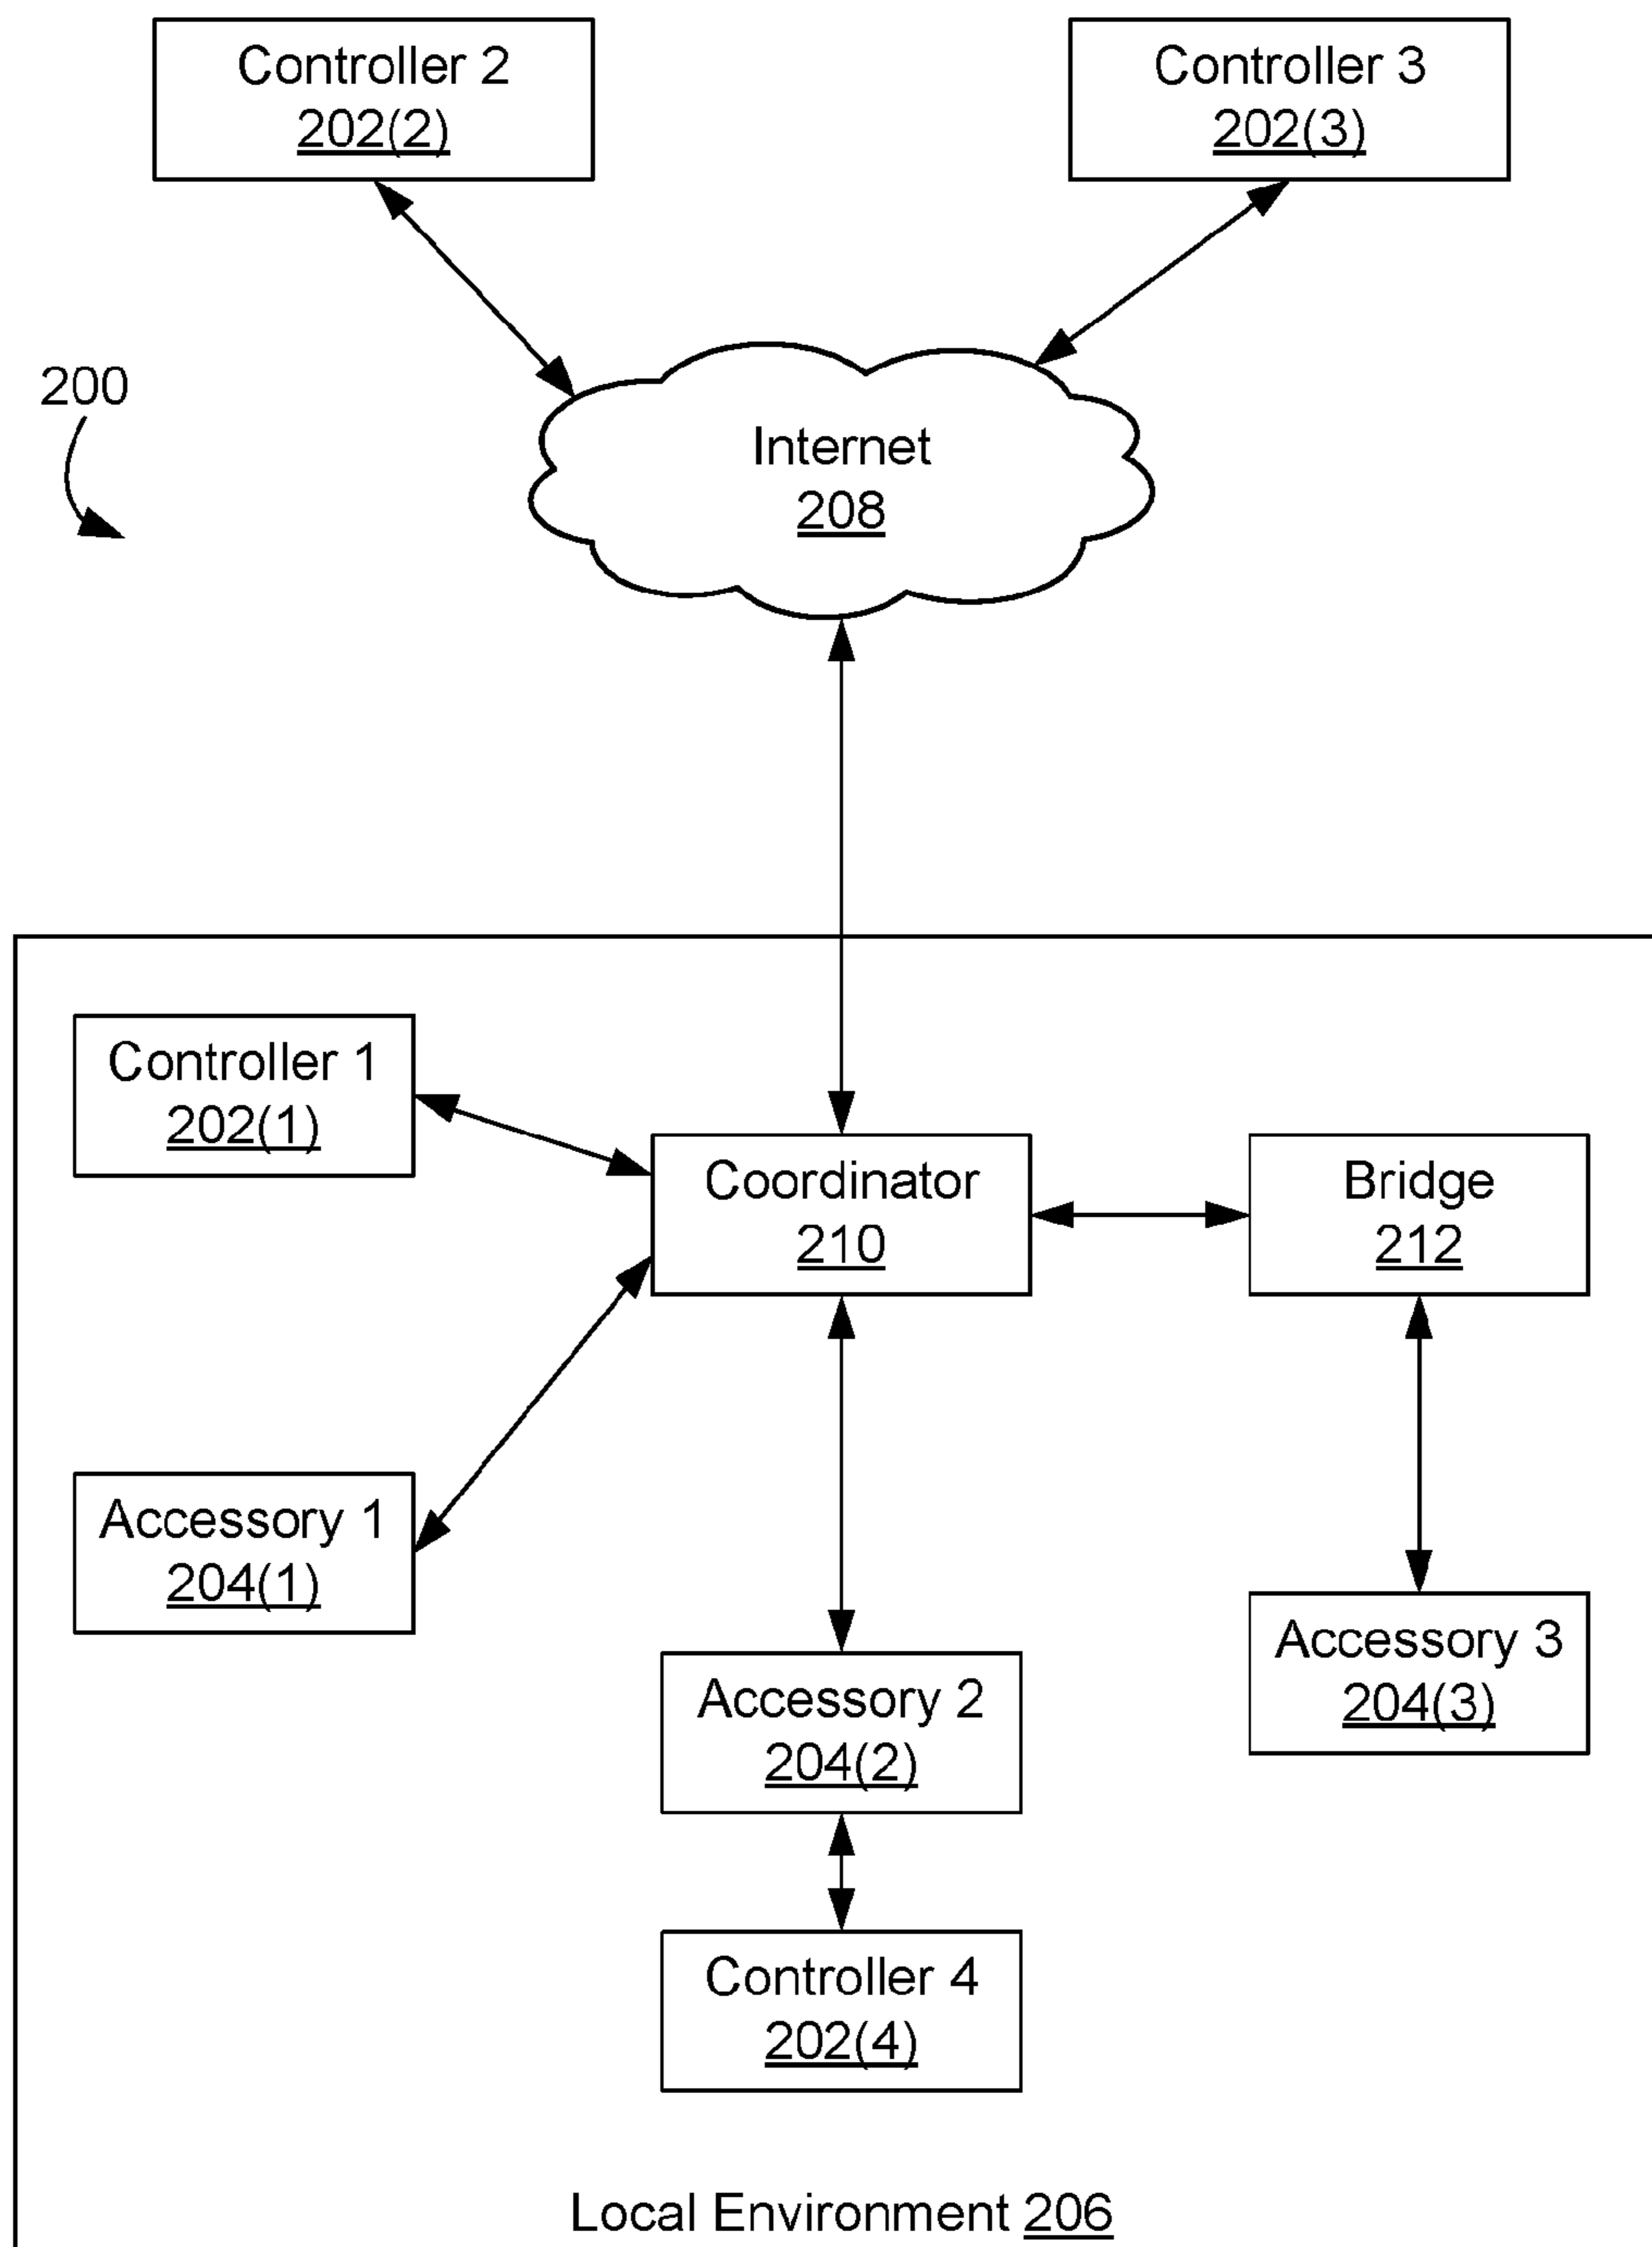 Controller 2
202(2)
Controller 3
202(3)
200
Internet
208
Controller 1
202(1)
Coordinator
210
Bridge
212
Accessory 1
204(1)
Accessory 2
204(2)
Accessory 3
204(3)
Controller 4
202(4)
Local Environment 206